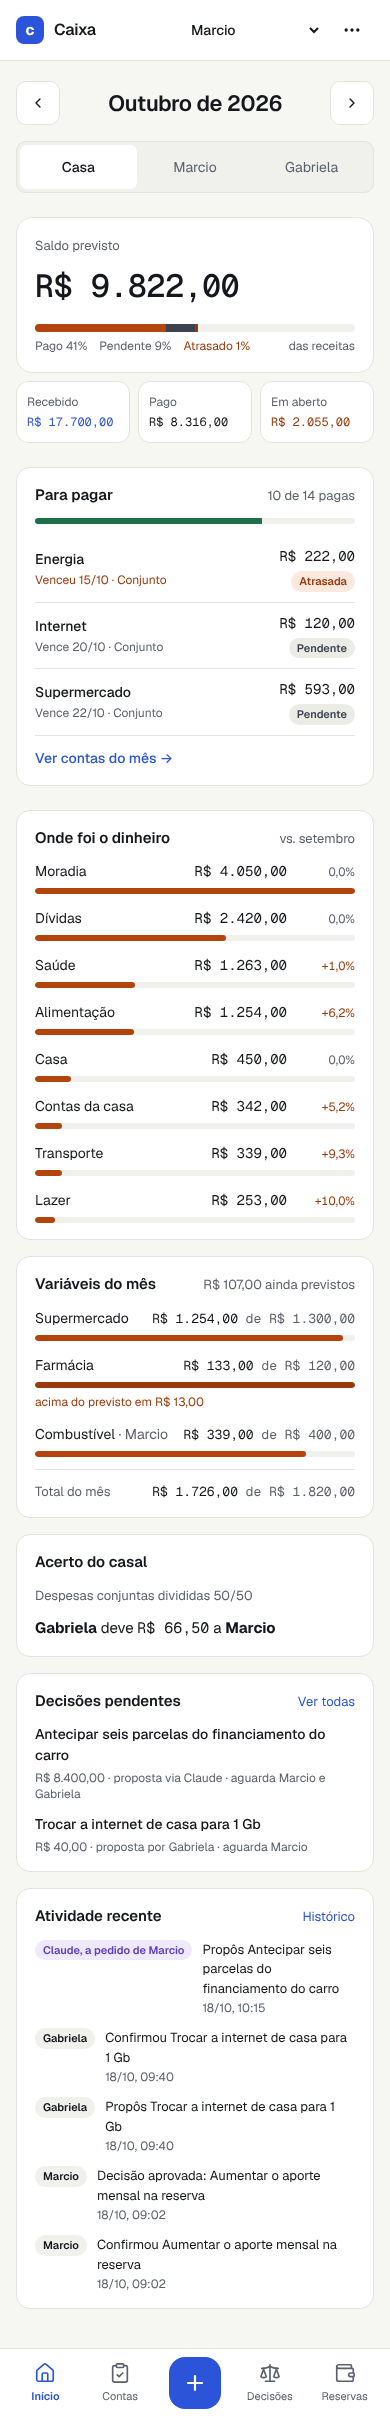 c Caixa Marcio
Outubro de 2026
Casa Marcio Gabriela
Saldo previsto
R$ 9.822,00
Pago 41% Pendente 9% Atrasado 1% das receitas
Recebido Pago Em aberto
R$ 17.700,00 R$ 8.316,00 R$ 2.055,00
Para pagar 10 de 14 pagas
Energia R$ 222,00
Venceu 15/10 · Conjunto Atrasada
Internet R$ 120,00
Vence 20/10 · Conjunto Pendente
Supermercado R$ 593,00
Vence 22/10 · Conjunto Pendente
Ver contas do mês →
Onde foi o dinheiro vs. setembro
Moradia R$ 4.050,00 0,0%
Dívidas R$ 2.420,00 0,0%
Saúde R$ 1.263,00 +1,0%
Alimentação R$ 1.254,00 +6,2%
Casa R$ 450,00 0,0%
Contas da casa R$ 342,00 +5,2%
Transporte R$ 339,00 +9,3%
Lazer R$ 253,00 +10,0%
Variáveis do mês R$ 107,00 ainda previstos
Supermercado R$ 1.254,00 de R$ 1.300,00
Farmácia R$ 133,00 de R$ 120,00
acima do previsto em R$ 13,00
Combustível · Marcio R$ 339,00 de R$ 400,00
Total do mês R$ 1.726,00 de R$ 1.820,00
Acerto do casal
Despesas conjuntas divididas 50/50
Gabriela deve R$ 66,50 a Marcio
Decisões pendentes Ver todas
Antecipar seis parcelas do financiamento do
carro
R$ 8.400,00 · proposta via Claude · aguarda Marcio e
Gabriela
Trocar a internet de casa para 1 Gb
R$ 40,00 · proposta por Gabriela · aguarda Marcio
Atividade recente Histórico
Claude, a pedido de Marcio Propôs Antecipar seis
parcelas do
financiamento do carro
18/10, 10:15
Gabriela Confirmou Trocar a internet de casa para
1 Gb
18/10, 09:40
Gabriela Propôs Trocar a internet de casa para 1
Gb
18/10, 09:40
Marcio Decisão aprovada: Aumentar o aporte
mensal na reserva
18/10, 09:02
Marcio Confirmou Aumentar o aporte mensal na
reserva
18/10, 09:02
Início Contas Decisões Reservas